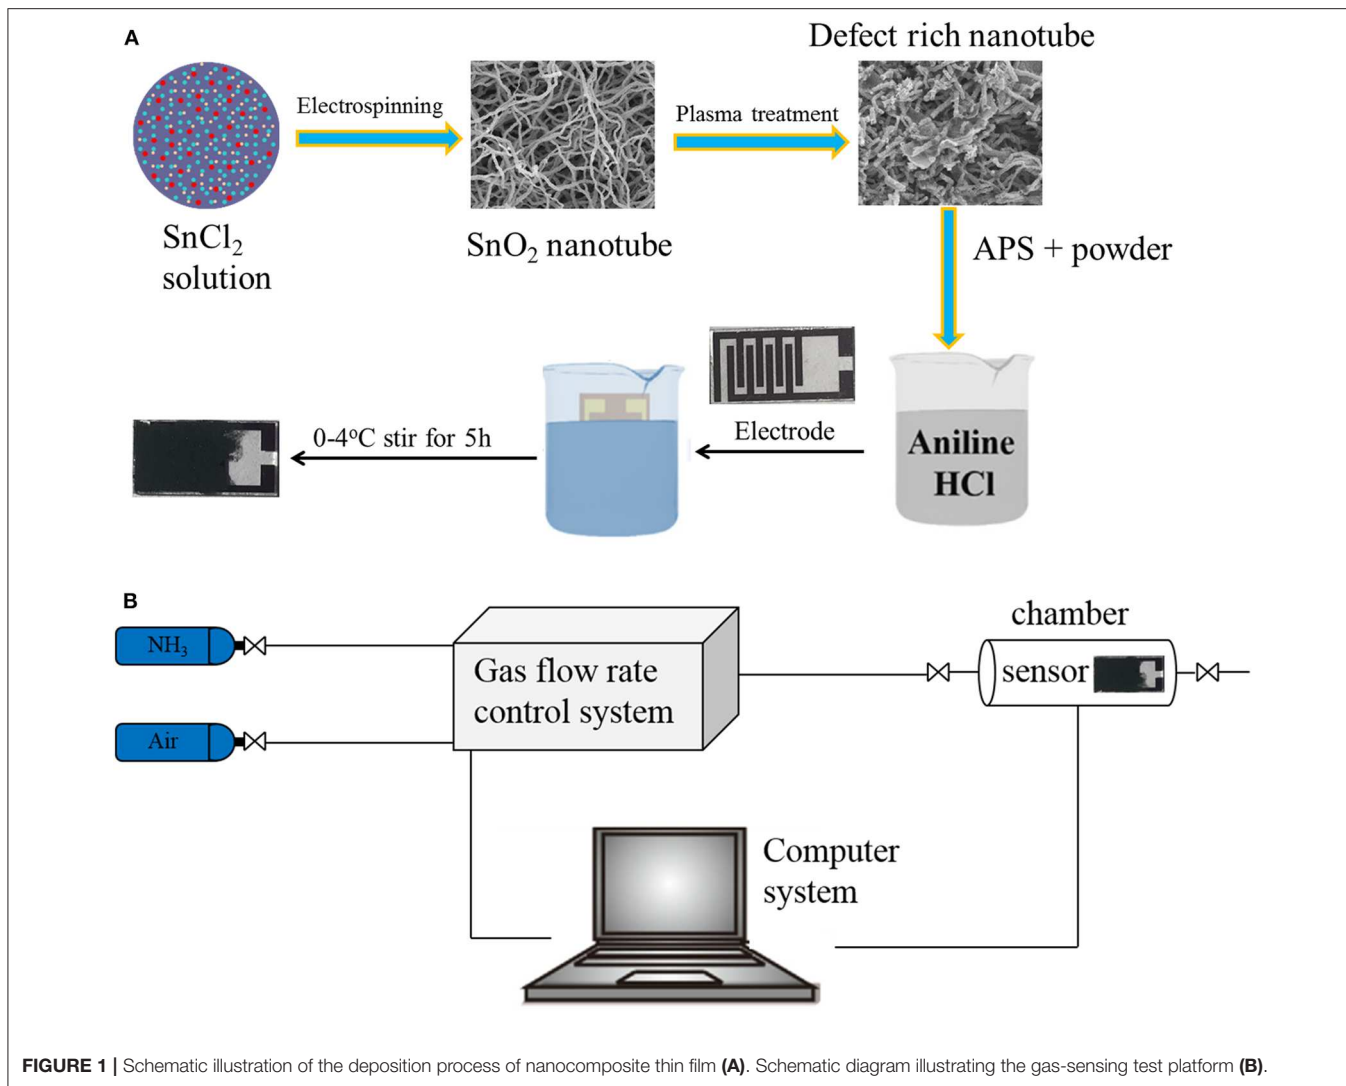 A
Defect rich nanotube
Electrospinning
Plasma treatment
SnCl₂
solution
SnO₂ nanotube
APS + powder
0-4°C stir for 5h
Electrode
Aniline
HCl
B
NH₃
Air
Gas flow rate
control system
chamber
sensor
Computer
system
FIGURE 1 | Schematic illustration of the deposition process of nanocomposite thin film (A). Schematic diagram illustrating the gas-sensing test platform (B).